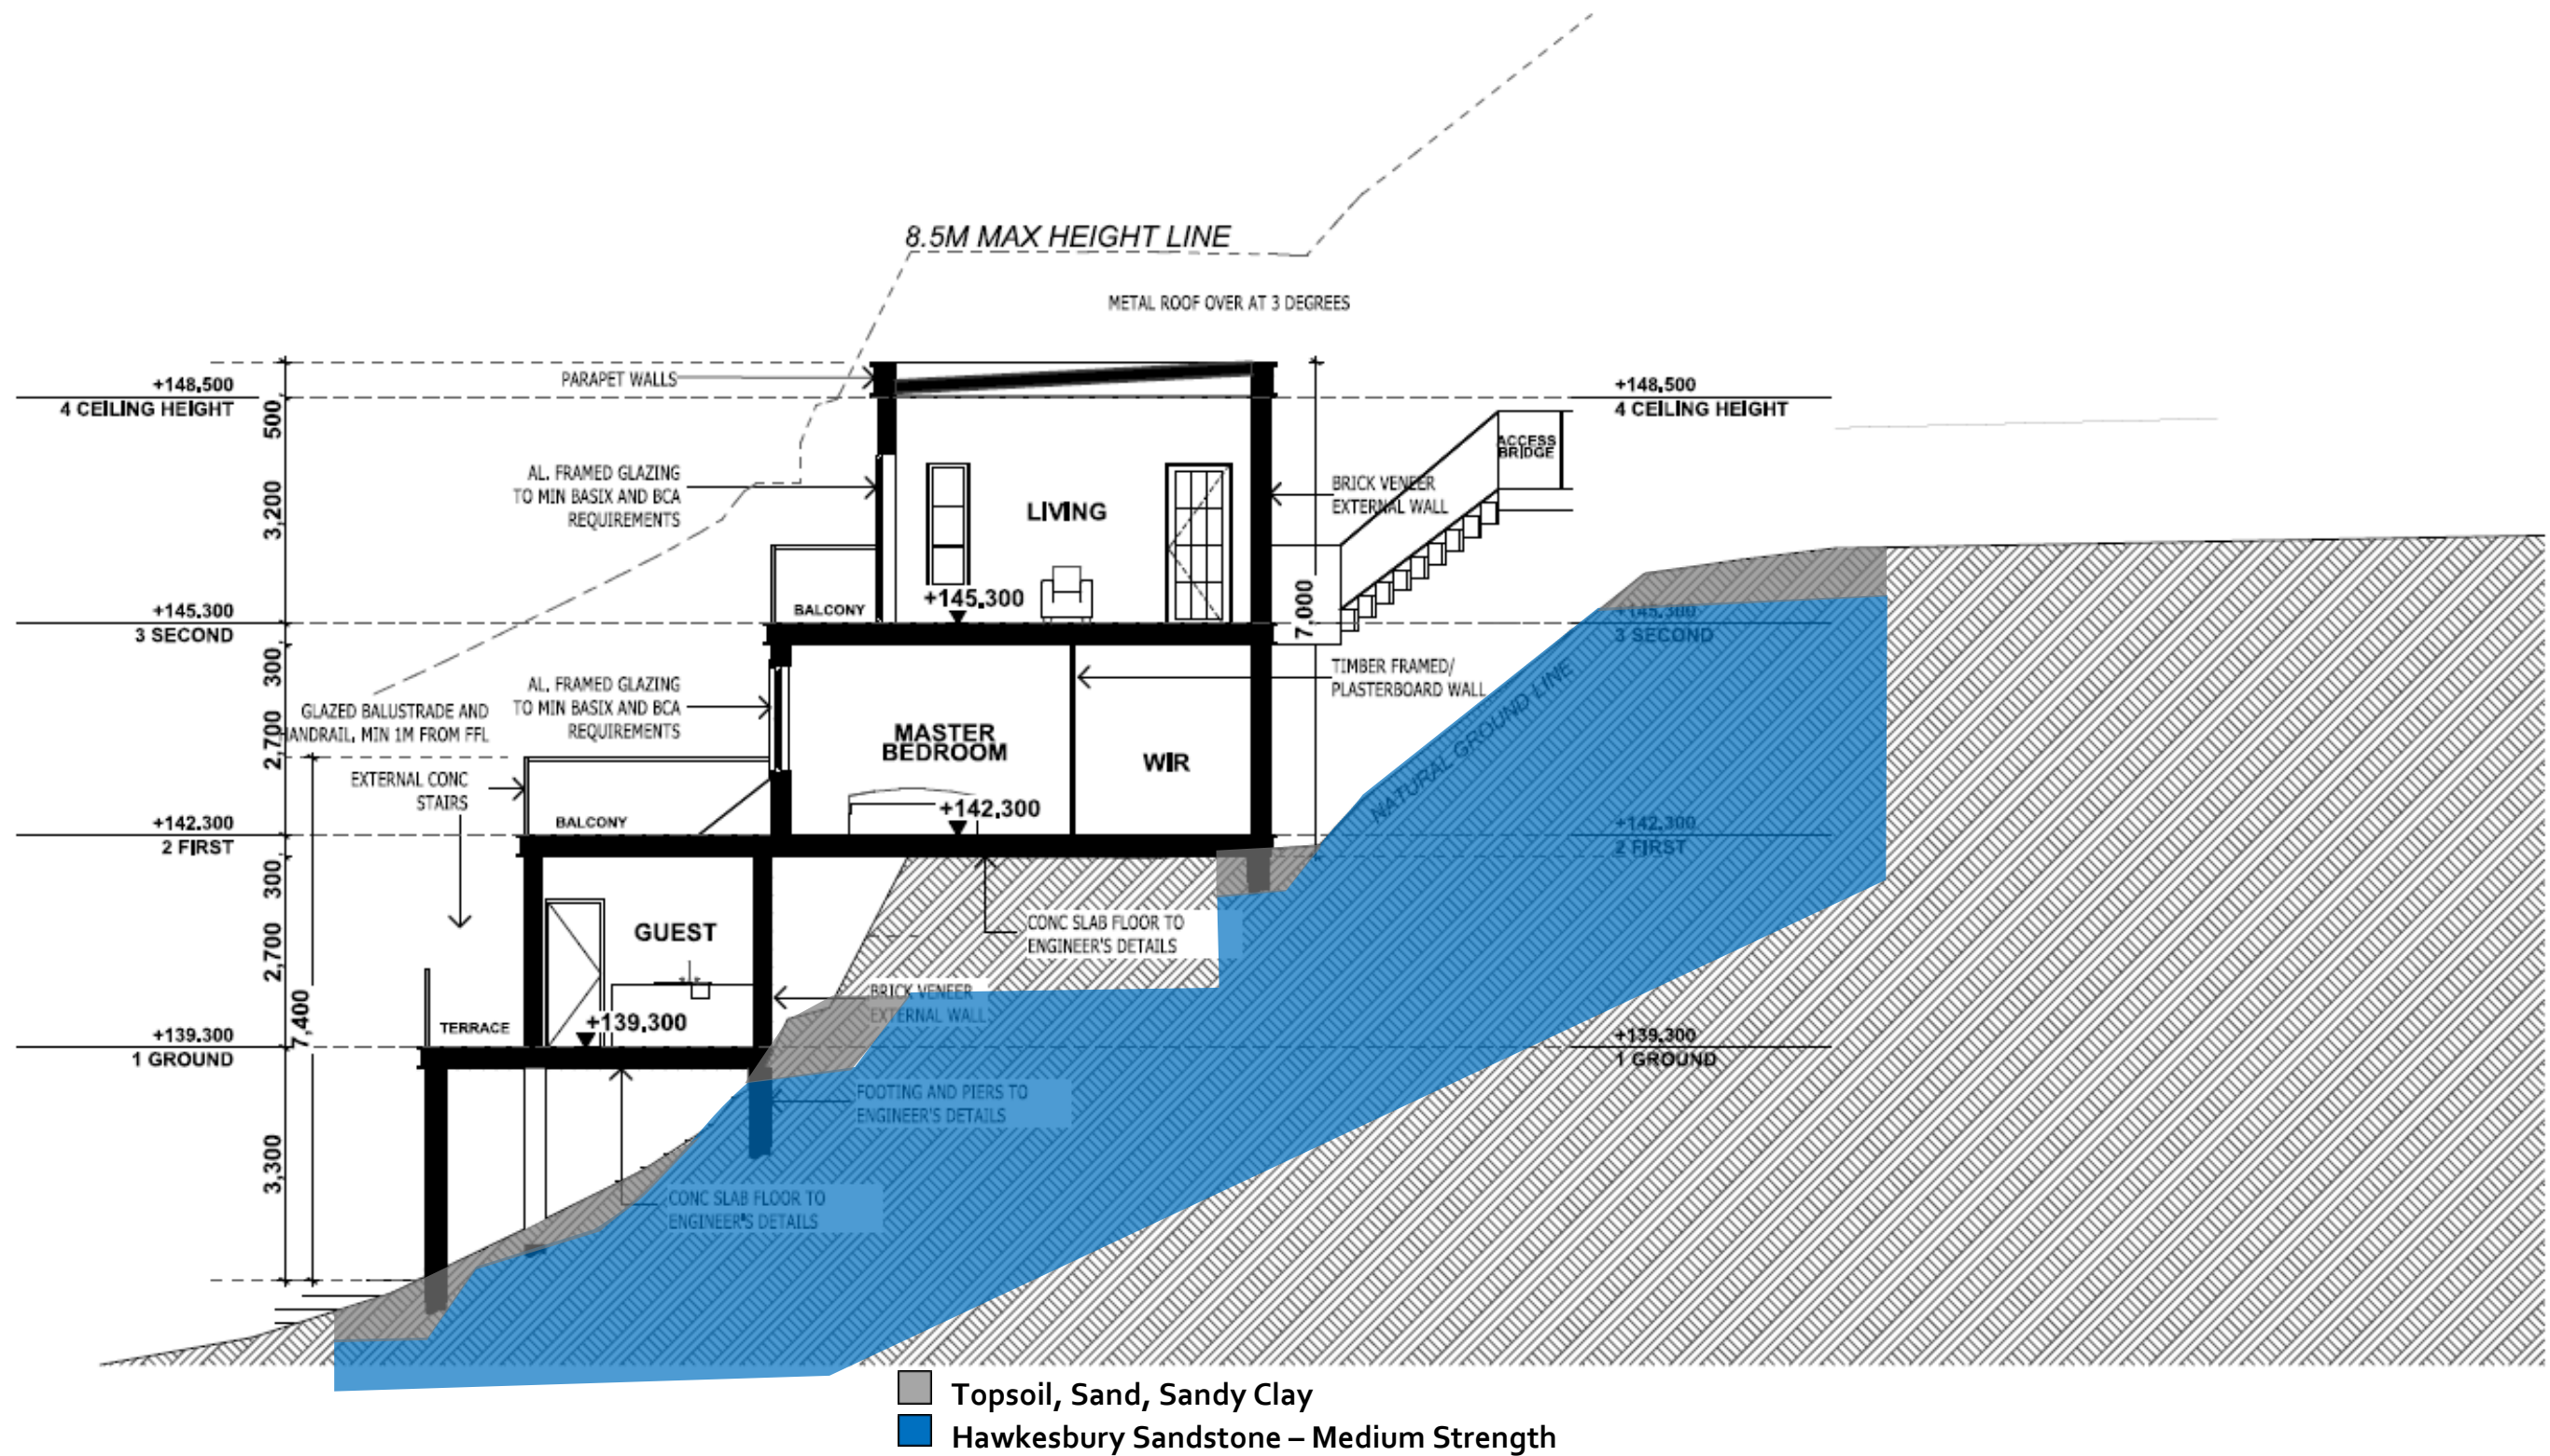 8.5M MAX HEIGHT LINE
METAL ROOF OVER AT 3 DEGREES
PARAPET WALLS
+148,500
4 CEILING HEIGHT
+148,500
4 CEILING HEIGHT
500
ACCESS
BRIDGE
AL. FRAMED GLAZING
TO MIN BASIX AND BCA
REQUIREMENTS
BRICK VENEER
EXTERNAL WALL
3,200
LIVING
+145,300
7,000
BALCONY
+145,300
3 SECOND
+145,300
3 SECOND
300
AL. FRAMED GLAZING
TO MIN BASIX AND BCA
REQUIREMENTS
TIMBER FRAMED/
PLASTERBOARD WALL
NATURAL GROUND LINE
GLAZED BALUSTRADE AND
HANDRAIL, MIN 1M FROM FFL
2,700
MASTER
BEDROOM
WIR
EXTERNAL CONC
STAIRS
BALCONY
+142,300
+142,300
2 FIRST
+142,300
2 FIRST
300
GUEST
CONC SLAB FLOOR TO
ENGINEER'S DETAILS
2,700
BRICK VENEER
EXTERNAL WALL
7,400
TERRACE
+139,300
+139,300
1 GROUND
+139,300
1 GROUND
FOOTING AND PIERS TO
ENGINEER'S DETAILS
3,300
CONC SLAB FLOOR TO
ENGINEER'S DETAILS
Topsoil, Sand, Sandy Clay
Hawkesbury Sandstone – Medium Strength